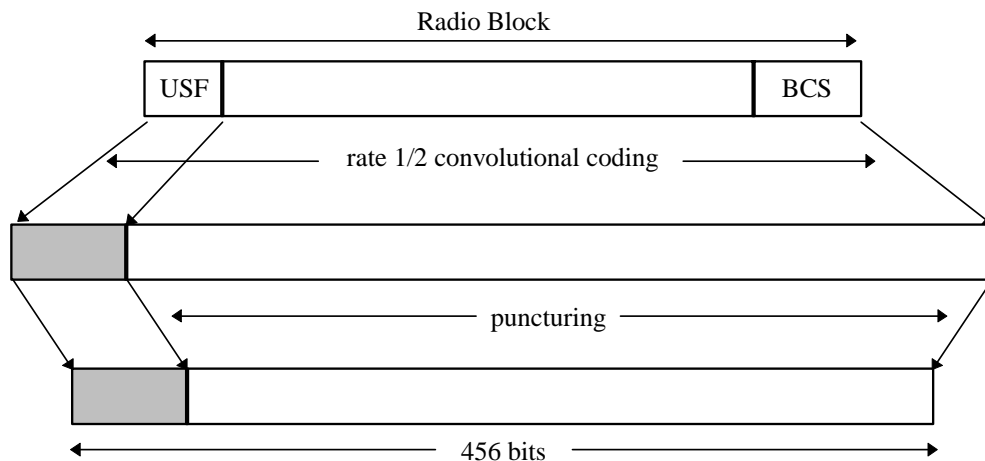 Radio Block
USF
BCS
rate 1/2 convolutional coding
puncturing
456 bits